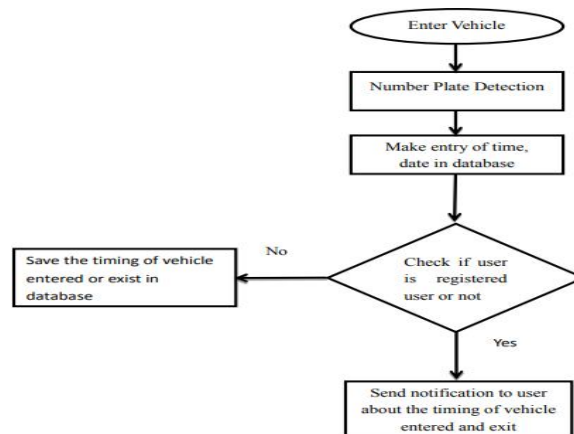 Enter Vehicle
Number Plate Detection
Make entry of time,
date in database
Check if user
is registered
user or not
No
Save the timing of vehicle
entered or exist in
database
Yes
Send notification to user
about the timing of vehicle
entered and exit